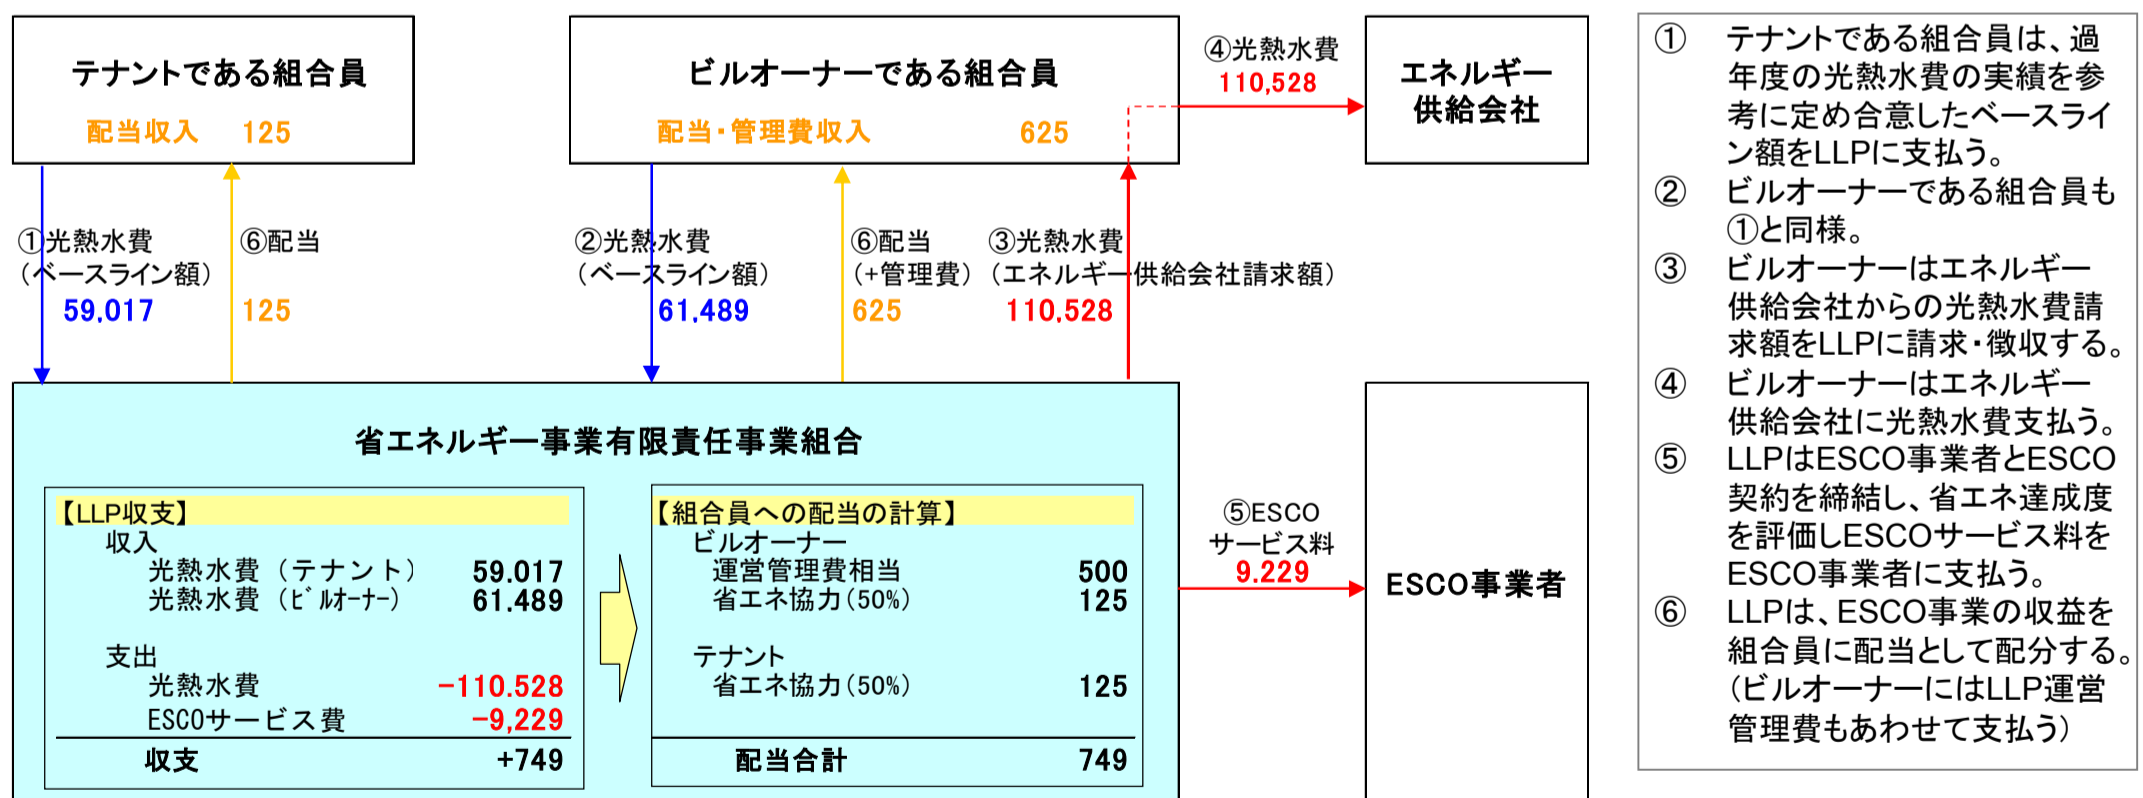 テナントである組合員
配当収入 125
ビルオーナーである組合員
配当・管理費収入 625
④光熱水費
110,528
エネルギー
供給会社
①光熱水費
（ベースライン額）
59,017
⑥配当
125
②光熱水費
（ベースライン額）
61,489
⑥配当
(+管理費)
625
③光熱水費
（エネルギー供給会社請求額）
110,528
省エネルギー事業有限責任事業組合
【LLP収支】
収入
光熱水費（テナント） 59.017
光熱水費（ﾋﾞﾙｵｰﾅｰ） 61.489
支出
光熱水費 -110.528
ESCOサービス費 -9,229
収支 +749
【組合員への配当の計算】
ビルオーナー
運営管理費相当 500
省エネ協力(50%) 125
テナント
省エネ協力(50%) 125
配当合計 749
⑤ESCO
サービス料
9.229
ESCO事業者
① テナントである組合員は、過
年度の光熱水費の実績を参
考に定め合意したベースライ
ン額をLLPに支払う。
② ビルオーナーである組合員も
①と同様。
③ ビルオーナーはエネルギー
供給会社からの光熱水費請
求額をLLPに請求・徴収する。
④ ビルオーナーはエネルギー
供給会社に光熱水費支払う。
⑤ LLPはESCO事業者とESCO
契約を締結し、省エネ達成度
を評価しESCOサービス料を
ESCO事業者に支払う。
⑥ LLPは、ESCO事業の収益を
組合員に配当として配分する。
（ビルオーナーにはLLP運営
管理費もあわせて支払う）